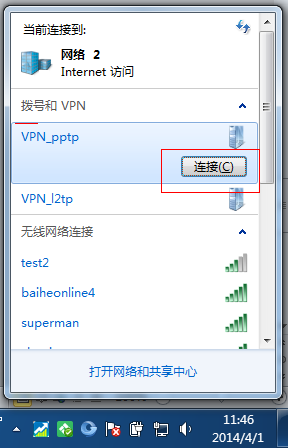 当前连接到:
网络 2
Internet 访问
拨号和 VPN
VPN_pptp
连接(C)
VPN_l2tp
无线网络连接
test2
baiheonline4
superman
打开网络和共享中心
11:46
2014/4/1